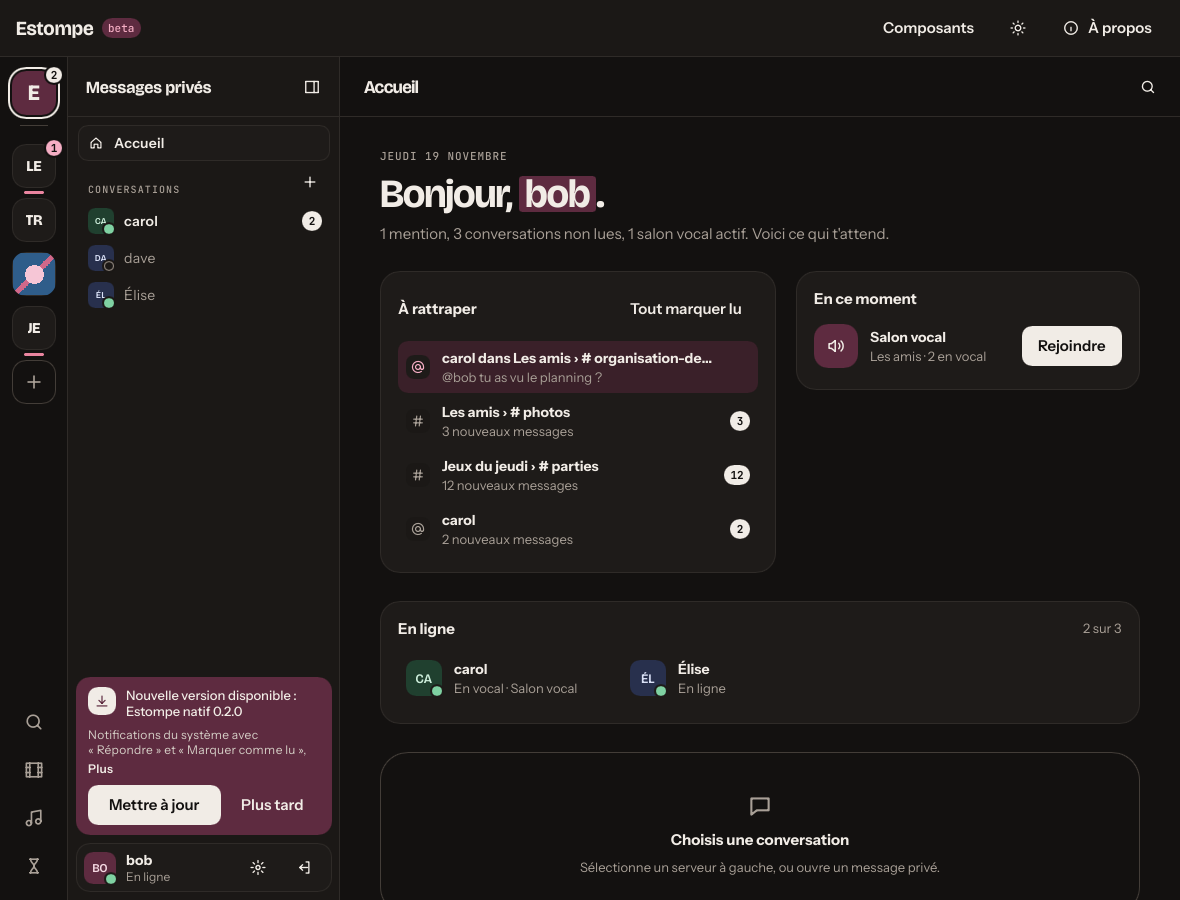 Estompe beta
Composants
À propos
E 2
LE 1
TR
JE
Messages privés
Accueil
CONVERSATIONS
CA carol 2
DA dave
ÉL Élise
Nouvelle version disponible :
Estompe natif 0.2.0
Notifications du système avec
« Répondre » et « Marquer comme lu »,
Plus
Mettre à jour Plus tard
BO bob
En ligne
Accueil
JEUDI 19 NOVEMBRE
Bonjour, bob.
1 mention, 3 conversations non lues, 1 salon vocal actif. Voici ce qui t'attend.
À rattraper Tout marquer lu
@ carol dans Les amis › # organisation-de…
@bob tu as vu le planning ?
# Les amis › # photos 3
3 nouveaux messages
# Jeux du jeudi › # parties 12
12 nouveaux messages
@ carol 2
2 nouveaux messages
En ce moment
Salon vocal
Les amis · 2 en vocal
Rejoindre
En ligne 2 sur 3
CA carol
En vocal · Salon vocal
ÉL Élise
En ligne
Choisis une conversation
Sélectionne un serveur à gauche, ou ouvre un message privé.